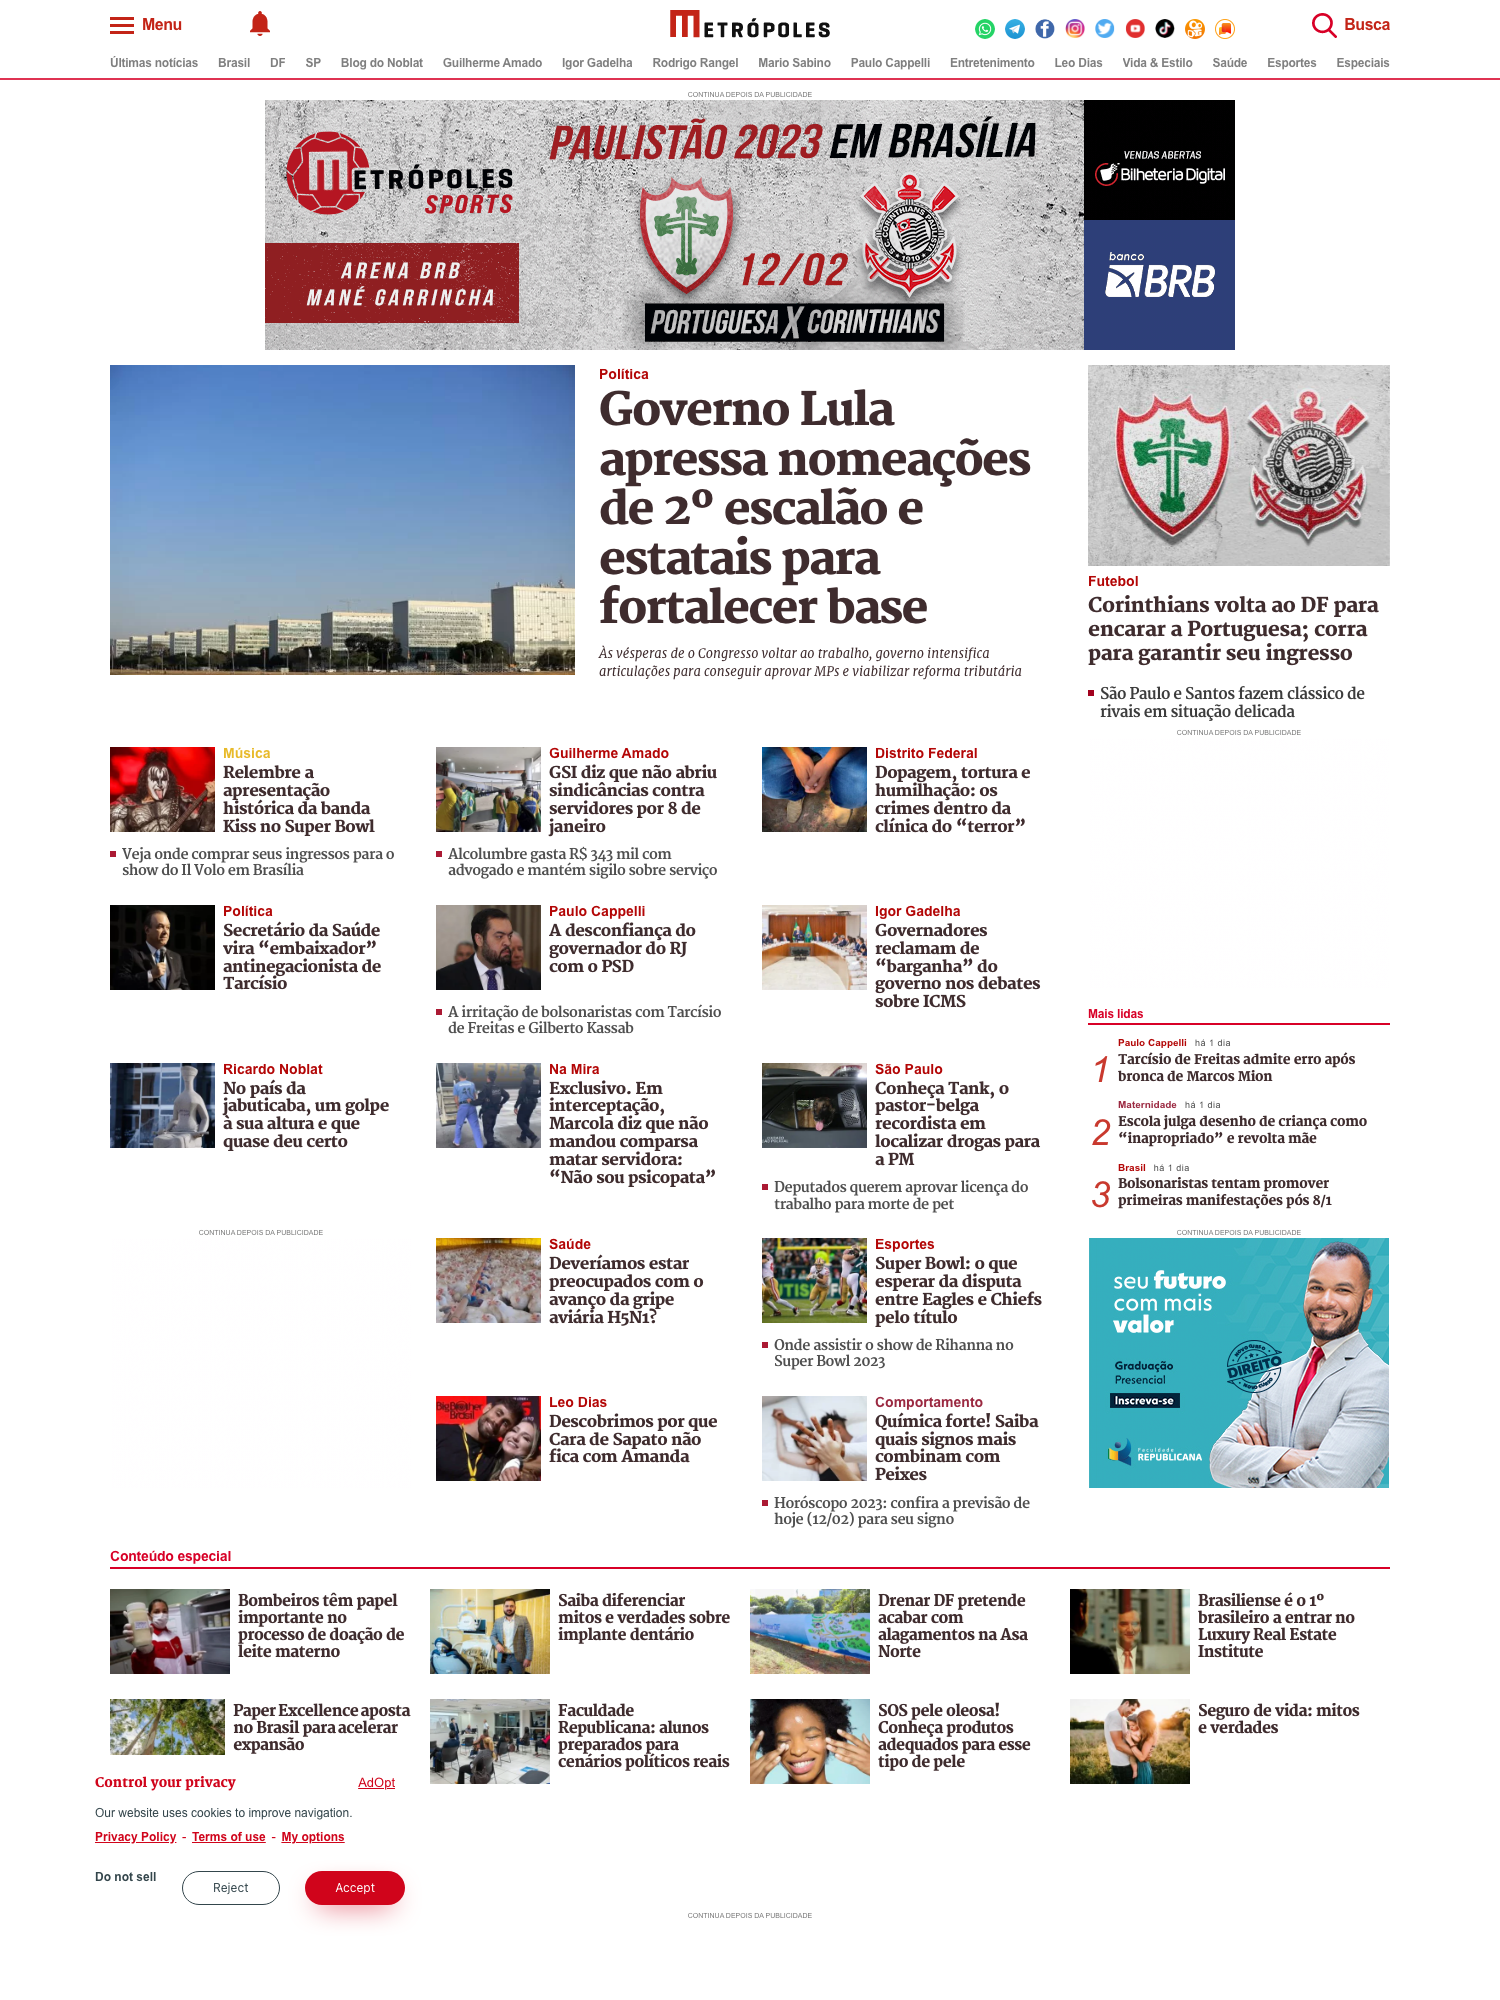 Menu
METRÓPOLES
Busca
Últimas notícias Brasil DF SP Blog do Noblat Guilherme Amado Igor Gadelha Rodrigo Rangel Mario Sabino Paulo Cappelli Entretenimento Leo Dias Vida & Estilo Saúde Esportes Especiais
CONTINUA DEPOIS DA PUBLICIDADE
METRÓPOLES
SPORTS
ARENA BRB
MANÉ GARRINCHA
PAULISTÃO 2023 EM BRASÍLIA
12/02
PORTUGUESA X CORINTHIANS
VENDAS ABERTAS
Bilheteria Digital
banco
BRB
Política
Governo Lula
apressa nomeações
de 2º escalão e
estatais para
fortalecer base
Às vésperas de o Congresso voltar ao trabalho, governo intensifica
articulações para conseguir aprovar MPs e viabilizar reforma tributária
Futebol
Corinthians volta ao DF para
encarar a Portuguesa; corra
para garantir seu ingresso
São Paulo e Santos fazem clássico de
rivais em situação delicada
CONTINUA DEPOIS DA PUBLICIDADE
Música
Relembre a
apresentação
histórica da banda
Kiss no Super Bowl
Veja onde comprar seus ingressos para o
show do Il Volo em Brasília
Guilherme Amado
GSI diz que não abriu
sindicâncias contra
servidores por 8 de
janeiro
Alcolumbre gasta R$ 343 mil com
advogado e mantém sigilo sobre serviço
Distrito Federal
Dopagem, tortura e
humilhação: os
crimes dentro da
clínica do “terror”
Política
Secretário da Saúde
vira “embaixador”
antinegacionista de
Tarcísio
Paulo Cappelli
A desconfiança do
governador do RJ
com o PSD
A irritação de bolsonaristas com Tarcísio
de Freitas e Gilberto Kassab
Igor Gadelha
Governadores
reclamam de
“barganha” do
governo nos debates
sobre ICMS
Mais lidas
1
Paulo Cappelli há 1 dia
Tarcísio de Freitas admite erro após
bronca de Marcos Mion
2
Maternidade há 1 dia
Escola julga desenho de criança como
“inapropriado” e revolta mãe
3
Brasil há 1 dia
Bolsonaristas tentam promover
primeiras manifestações pós 8/1
Ricardo Noblat
No país da
jabuticaba, um golpe
à sua altura e que
quase deu certo
Na Mira
Exclusivo. Em
interceptação,
Marcola diz que não
mandou comparsa
matar servidora:
“Não sou psicopata”
São Paulo
Conheça Tank, o
pastor-belga
recordista em
localizar drogas para
a PM
Deputados querem aprovar licença do
trabalho para morte de pet
CONTINUA DEPOIS DA PUBLICIDADE
CONTINUA DEPOIS DA PUBLICIDADE
Saúde
Deveríamos estar
preocupados com o
avanço da gripe
aviária H5N1?
Esportes
Super Bowl: o que
esperar da disputa
entre Eagles e Chiefs
pelo título
Onde assistir o show de Rihanna no
Super Bowl 2023
seu futuro
com mais
valor
Graduação
Presencial
Inscreva-se
DIREITO
Faculdade
REPUBLICANA
Leo Dias
Descobrimos por que
Cara de Sapato não
fica com Amanda
Comportamento
Química forte! Saiba
quais signos mais
combinam com
Peixes
Horóscopo 2023: confira a previsão de
hoje (12/02) para seu signo
Conteúdo especial
Bombeiros têm papel
importante no
processo de doação de
leite materno
Saiba diferenciar
mitos e verdades sobre
implante dentário
Drenar DF pretende
acabar com
alagamentos na Asa
Norte
Brasiliense é o 1º
brasileiro a entrar no
Luxury Real Estate
Institute
Paper Excellence aposta
no Brasil para acelerar
expansão
Faculdade
Republicana: alunos
preparados para
cenários políticos reais
SOS pele oleosa!
Conheça produtos
adequados para esse
tipo de pele
Seguro de vida: mitos
e verdades
Control your privacy
AdOpt
Our website uses cookies to improve navigation.
Privacy Policy - Terms of use - My options
Do not sell
Reject
Accept
CONTINUA DEPOIS DA PUBLICIDADE